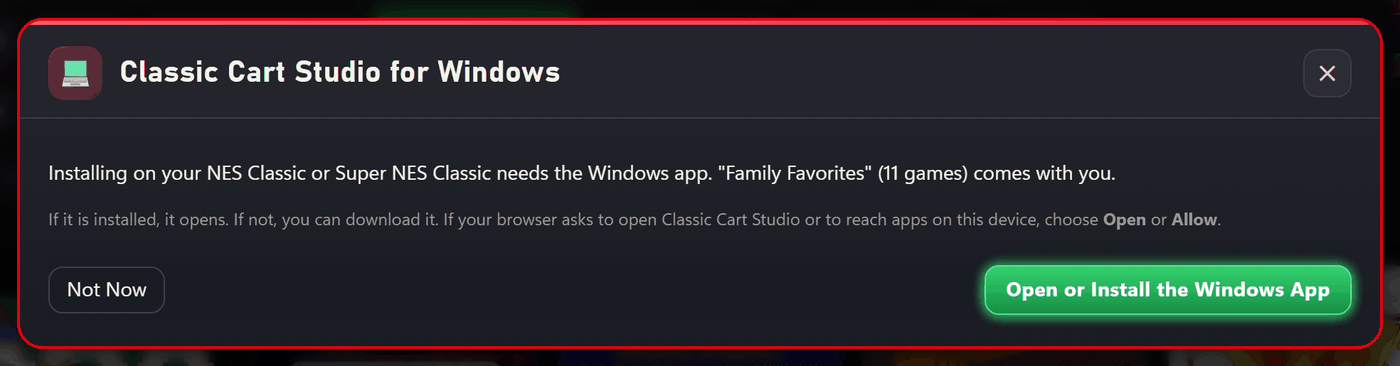 Classic Cart Studio for Windows
Installing on your NES Classic or Super NES Classic needs the Windows app. "Family Favorites" (11 games) comes with you.
If it is installed, it opens. If not, you can download it. If your browser asks to open Classic Cart Studio or to reach apps on this device, choose Open or Allow.
Not Now
Open or Install the Windows App